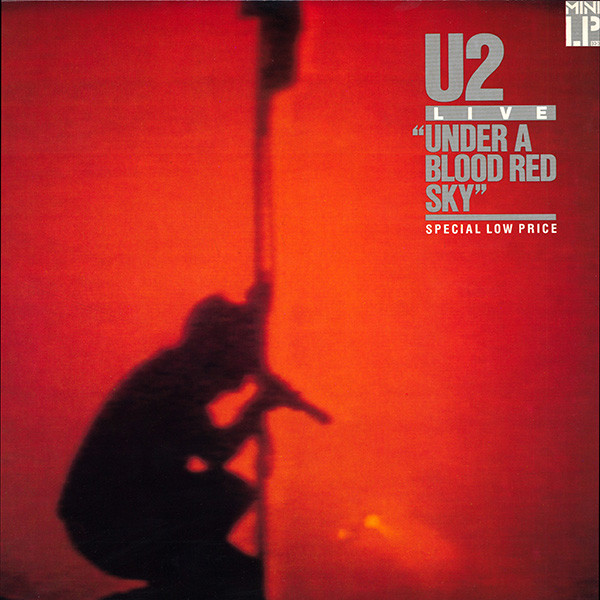 MINI
LP
U2
LIVE
“UNDER A
BLOOD RED
SKY”
SPECIAL LOW PRICE